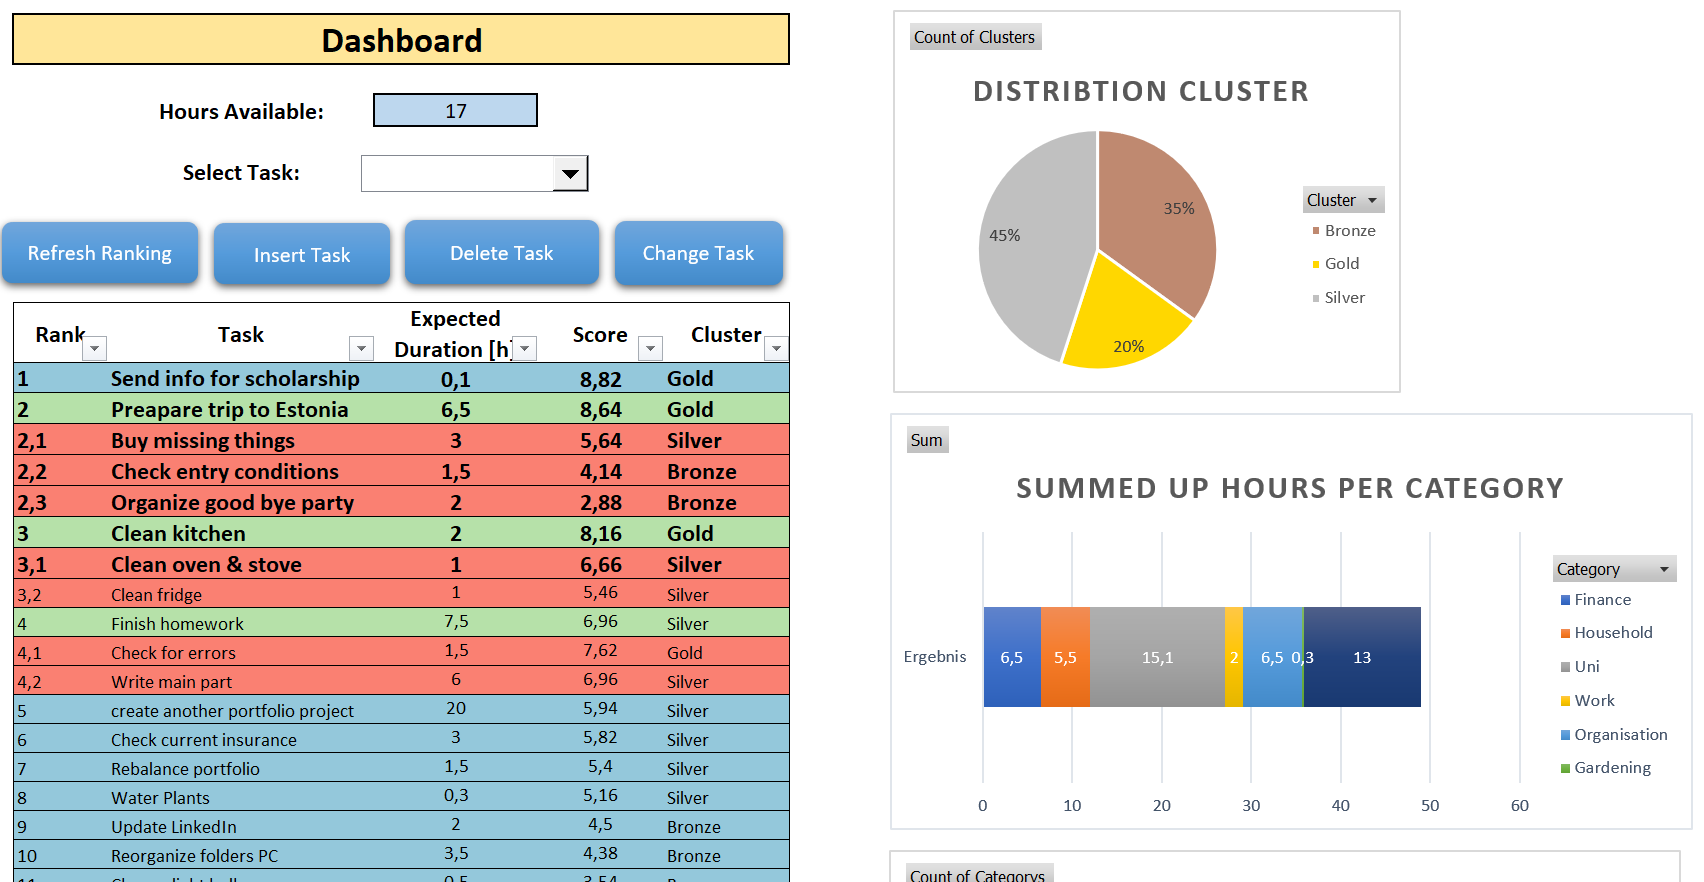 Dashboard
Hours Available: 17
Select Task:
Refresh Ranking Insert Task Delete Task Change Task
Rank Task Expected Duration [h] Score Cluster
1 Send info for scholarship 0,1 8,82 Gold
2 Preapare trip to Estonia 6,5 8,64 Gold
2,1 Buy missing things 3 5,64 Silver
2,2 Check entry conditions 1,5 4,14 Bronze
2,3 Organize good bye party 2 2,88 Bronze
3 Clean kitchen 2 8,16 Gold
3,1 Clean oven & stove 1 6,66 Silver
3,2 Clean fridge 1 5,46 Silver
4 Finish homework 7,5 6,96 Silver
4,1 Check for errors 1,5 7,62 Gold
4,2 Write main part 6 6,96 Silver
5 create another portfolio project 20 5,94 Silver
6 Check current insurance 3 5,82 Silver
7 Rebalance portfolio 1,5 5,4 Silver
8 Water Plants 0,3 5,16 Silver
9 Update LinkedIn 2 4,5 Bronze
10 Reorganize folders PC 3,5 4,38 Bronze
Count of Clusters
DISTRIBTION CLUSTER
35%
45%
20%
Cluster
Bronze
Gold
Silver
Sum
SUMMED UP HOURS PER CATEGORY
Ergebnis 6,5 5,5 15,1 2 6,5 0,3 13
0 10 20 30 40 50 60
Category
Finance
Household
Uni
Work
Organisation
Gardening
Count of Categorys